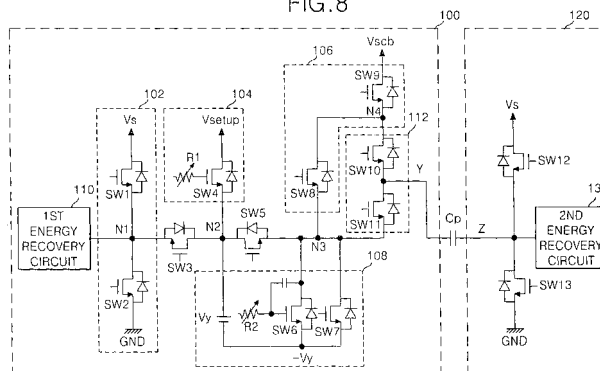 FIG.8
100
120
106
Vscb
SW9
102
104
N4
112
Vs
Vsetup
Vs
R1
SW10
Y
SW12
110
SW1
SW4
SW8
1ST
ENERGY
RECOVERY
CIRCUIT
N1
N2
SW5
SW11
Cp
Z
2ND
ENERGY
RECOVERY
CIRCUIT
SW3
N3
108
SW2
Vy
R2
SW6
SW7
SW13
GND
-Vy
GND